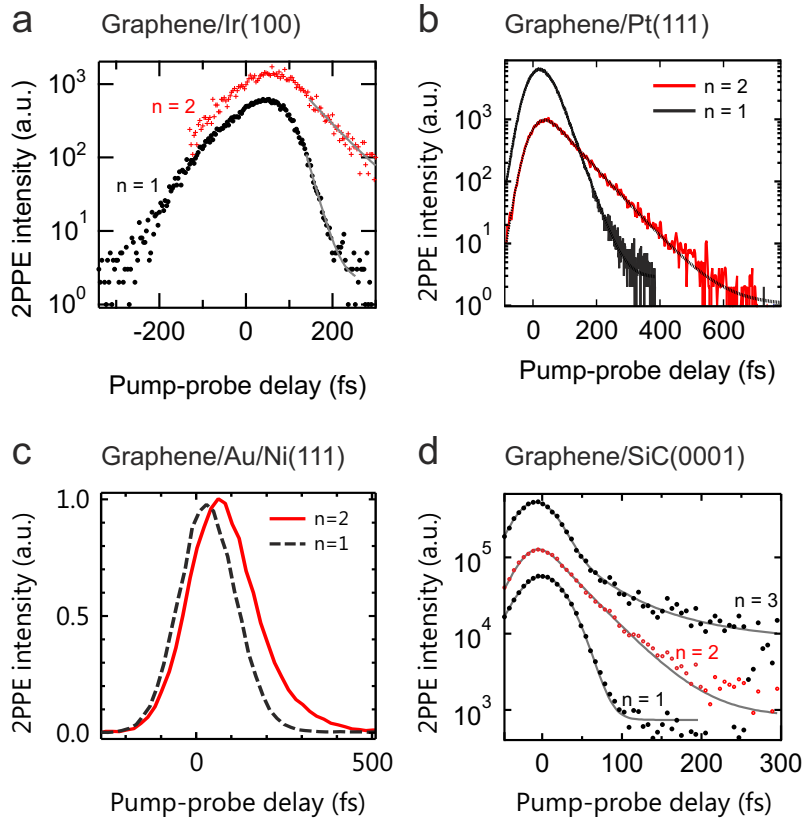 a Graphene/Ir(100)
2PPE intensity (a.u.)
10³
10²
10¹
10⁰
n = 2
n = 1
-200 0 200
Pump-probe delay (fs)
b Graphene/Pt(111)
2PPE intensity (a.u.)
10³
10²
10¹
10⁰
n = 2
n = 1
0 200 400 600
Pump-probe delay (fs)
c Graphene/Au/Ni(111)
2PPE intensity (a.u.)
1.0
0.5
0.0
n=2
n=1
0 500
Pump-probe delay (fs)
d Graphene/SiC(0001)
2PPE intensity (a.u.)
10⁵
10⁴
10³
n = 3
n = 2
n = 1
0 100 200 300
Pump-probe delay (fs)